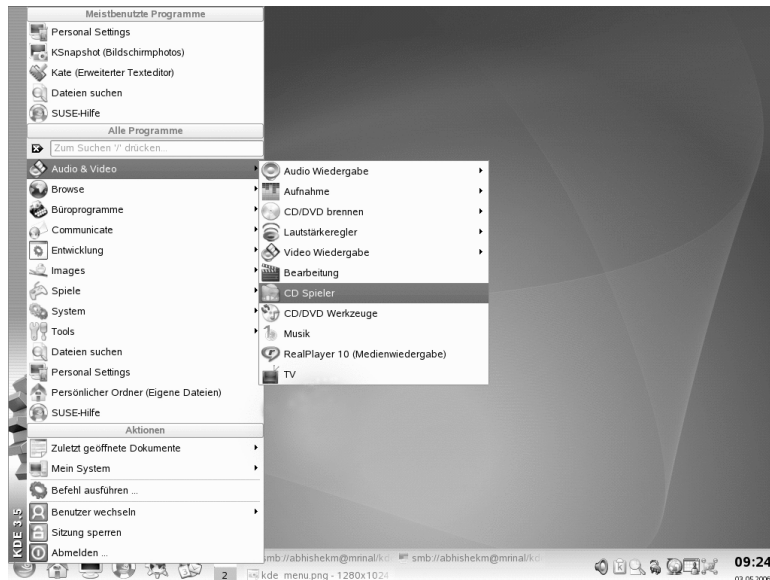 Meistbenutzte Programme
Personal Settings
KSnapshot (Bildschirmphotos)
Kate (Erweiterter Texteditor)
Dateien suchen
SUSE-Hilfe
Alle Programme
Zum Suchen '/' drücken...
Audio & Video
Browse
Büroprogramme
Communicate
Entwicklung
Images
Spiele
System
Tools
Dateien suchen
Personal Settings
Persönlicher Ordner (Eigene Dateien)
SUSE-Hilfe
Audio Wiedergabe
Aufnahme
CD/DVD brennen
Lautstärkeregler
Video Wiedergabe
Bearbeitung
CD Spieler
CD/DVD Werkzeuge
Musik
RealPlayer 10 (Medienwiedergabe)
TV
Aktionen
Zuletzt geöffnete Dokumente
Mein System
Befehl ausführen ...
Benutzer wechseln
Sitzung sperren
Abmelden ...
KDE 3.5
smb://abhishekm@mrinal/kd
smb://abhishekm@mrinal/kd
2
kde_menu.png - 1280x1024
09:24